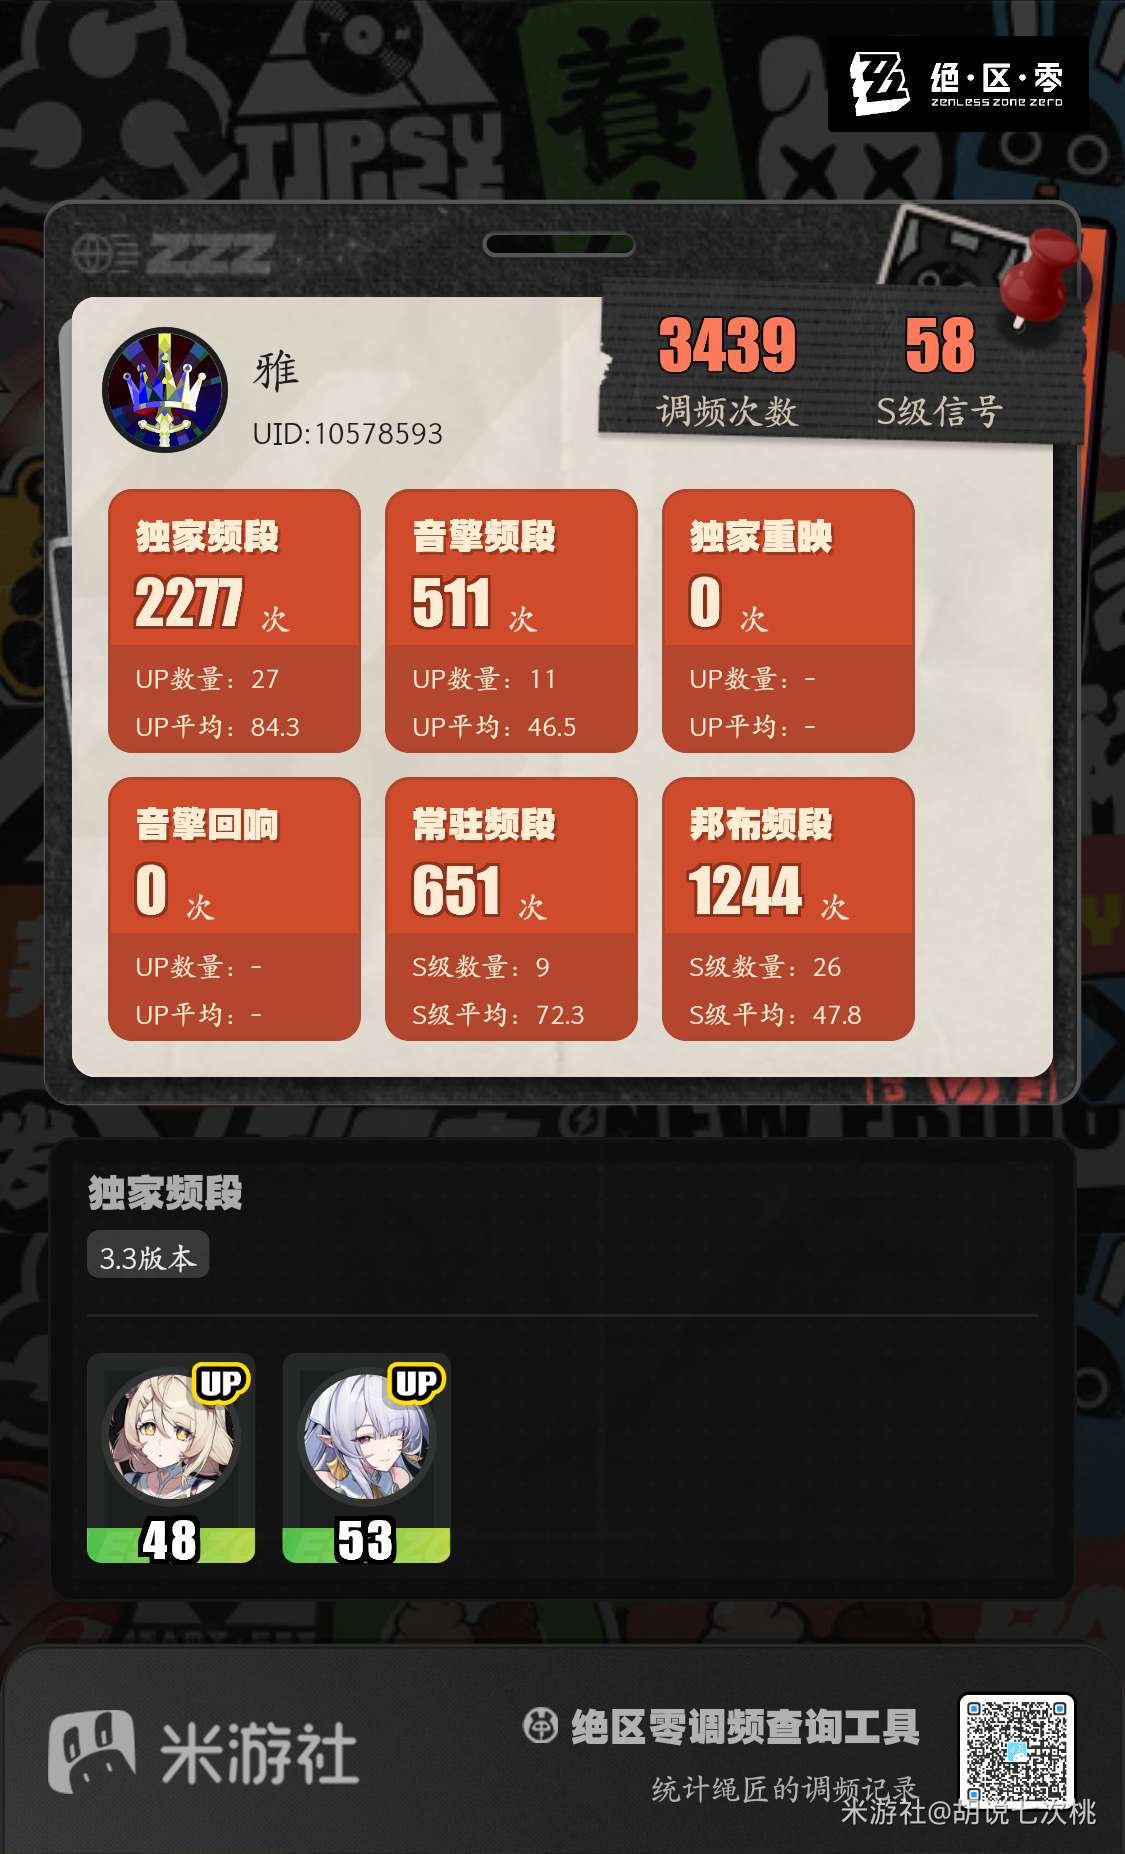 TIPSY
養
绝·区·零
ZENLESS ZONE ZERO
ZZZ
雅
UID:10578593
3439
58
调频次数
S级信号
独家频段
2277 次
UP数量：27
UP平均：84.3
音擎频段
511 次
UP数量：11
UP平均：46.5
独家重映
0 次
UP数量：-
UP平均：-
音擎回响
0 次
UP数量：-
UP平均：-
常驻频段
651 次
S级数量：9
S级平均：72.3
邦布频段
1244 次
S级数量：26
S级平均：47.8
独家频段
3.3版本
UP
UP
48
53
米游社
绝区零调频查询工具
统计绳匠的调频记录
米游社@胡说七次桃